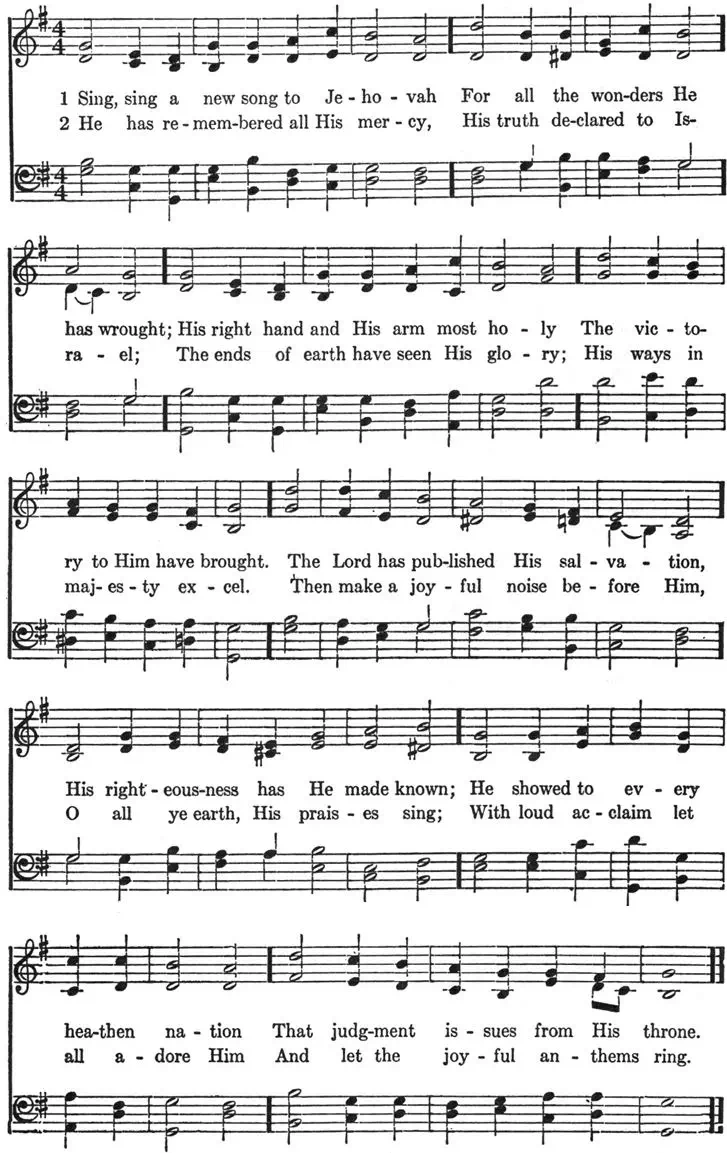 1 Sing, sing a new song to Je - ho - vah For all the won-ders He
2 He has re - mem-bered all His mer - cy, His truth de-clared to Is-
has wrought; His right hand and His arm most ho - ly The vic - to-
ra - el; The ends of earth have seen His glo - ry; His ways in
ry to Him have brought. The Lord has pub-lished His sal - va - tion,
maj- es - ty ex - cel. Then make a joy - ful noise be - fore Him,
His right - eous-ness has He made known; He showed to ev - ery
O all ye earth, His prais - es sing; With loud ac - claim let
hea-then na - tion That judg-ment is - sues from His throne.
all a - dore Him And let the joy - ful an - thems ring.